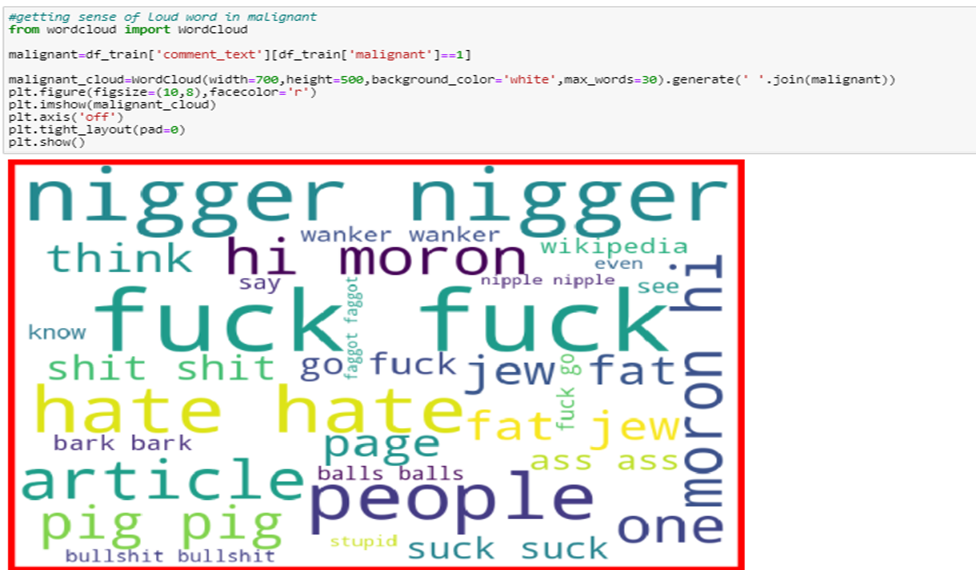 #getting sense of loud word in malignant
from wordcloud import WordCloud
malignant=df_train['comment_text'][df_train['malignant']==1]
malignant_cloud=WordCloud(width=700,height=500,background_color='white',max_words=30).generate(' '.join(malignant))
plt.figure(figsize=(10,8),facecolor='r')
plt.imshow(malignant_cloud)
plt.axis('off')
plt.tight_layout(pad=0)
plt.show()
nigger nigger
wanker wanker
think
hi moron
wikipedia
even
say
nipple nipple
see
moron hi
fuck fuck
faggot faggot
know
shit shit
go fuck
jew fat
fuck go
hate hate
fat jew
bark bark
page
ass ass
article
balls balls
people
pig pig
one
stupid
suck suck
bullshit bullshit